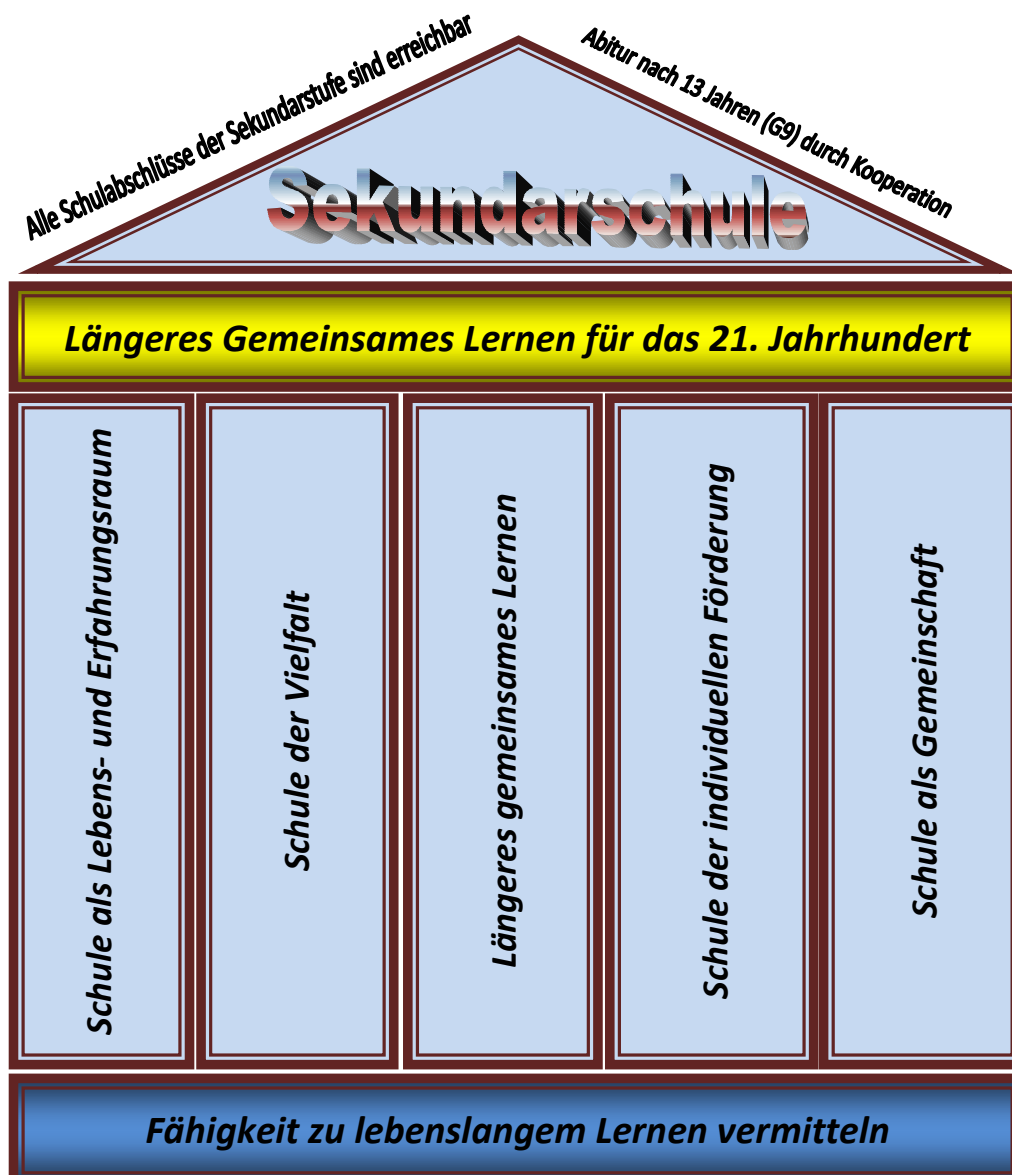 Alle Schulabschlüsse der Sekundarstufe sind erreichbar
Abitur nach 13 Jahren (G9) durch Kooperation
Sekundarschule
Längeres Gemeinsames Lernen für das 21. Jahrhundert
Schule als Lebens- und Erfahrungsraum
Schule der Vielfalt
Längeres gemeinsames Lernen
Schule der individuellen Förderung
Schule als Gemeinschaft
Fähigkeit zu lebenslangem Lernen vermitteln